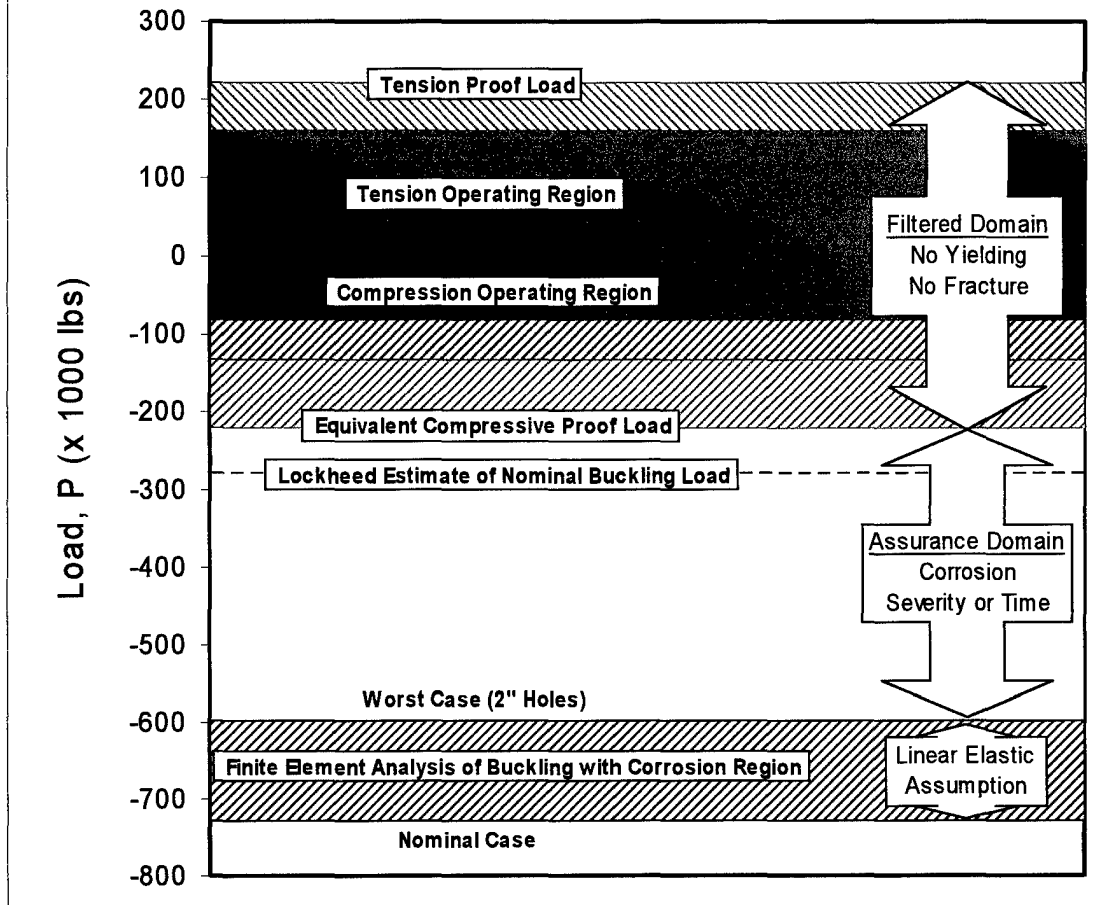 300
Tension Proof Load
200
100
Tension Operating Region
Filtered Domain
0
No Yielding
No Fracture
Compression Operating Region
-100
-200
Equivalent Compressive Proof Load
Lockheed Estimate of Nominal Buckling Load
-300
Assurance Domain
-400
Corrosion
Severity or Time
-500
Worst Case (2" Holes)
-600
Linear Elastic
Assumption
Finite Element Analysis of Buckling with Corrosion Region
-700
Nominal Case
-800
Load, P (x 1000 lbs)